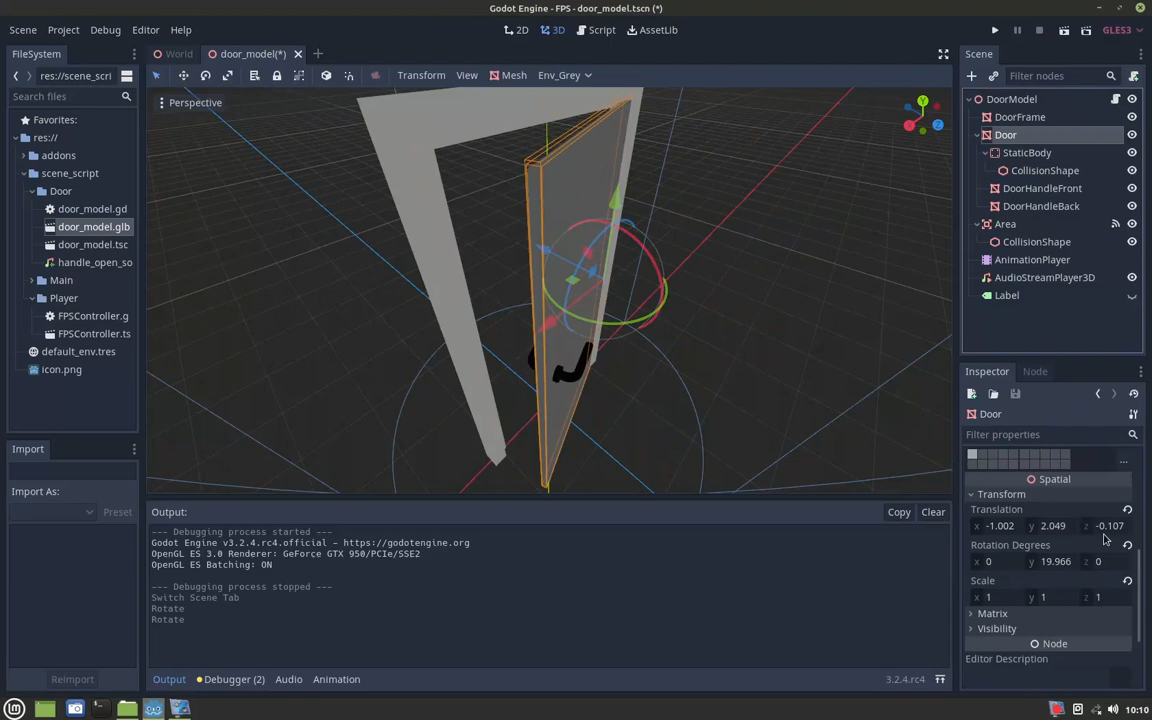 Godot Engine - FPS - door_model.tscn (*)
Scene Project Debug Editor Help
2D 3D Script AssetLib
GLES3
FileSystem
World door_model(*)
Scene
res://scene_scri
Search files
Transform View Mesh Env_Grey
Filter nodes
Favorites:
res://
addons
scene_script
Door
door_model.gd
door_model.glb
door_model.tsc
handle_open_so
Main
Player
FPSController.g
FPSController.ts
default_env.tres
icon.png
Import
Import As:
Preset
Reimport
Perspective
Y
Z
DoorModel
DoorFrame
Door
StaticBody
CollisionShape
DoorHandleFront
DoorHandleBack
Area
CollisionShape
AnimationPlayer
AudioStreamPlayer3D
Label
Inspector Node
Door
Filter properties
...
Spatial
Transform
Translation
x -1.002 y 2.049 z -0.107
Rotation Degrees
x 0 y 19.966 z 0
Scale
x 1 y 1 z 1
Matrix
Visibility
Node
Editor Description
Output:
Copy Clear
--- Debugging process started ---
Godot Engine v3.2.4.rc4.official - https://godotengine.org
OpenGL ES 3.0 Renderer: GeForce GTX 950/PCIe/SSE2
OpenGL ES Batching: ON
--- Debugging process stopped ---
Switch Scene Tab
Rotate
Rotate
Output Debugger (2) Audio Animation
3.2.4.rc4
10:10